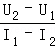 U₂ - U₁
I₁ - I₂